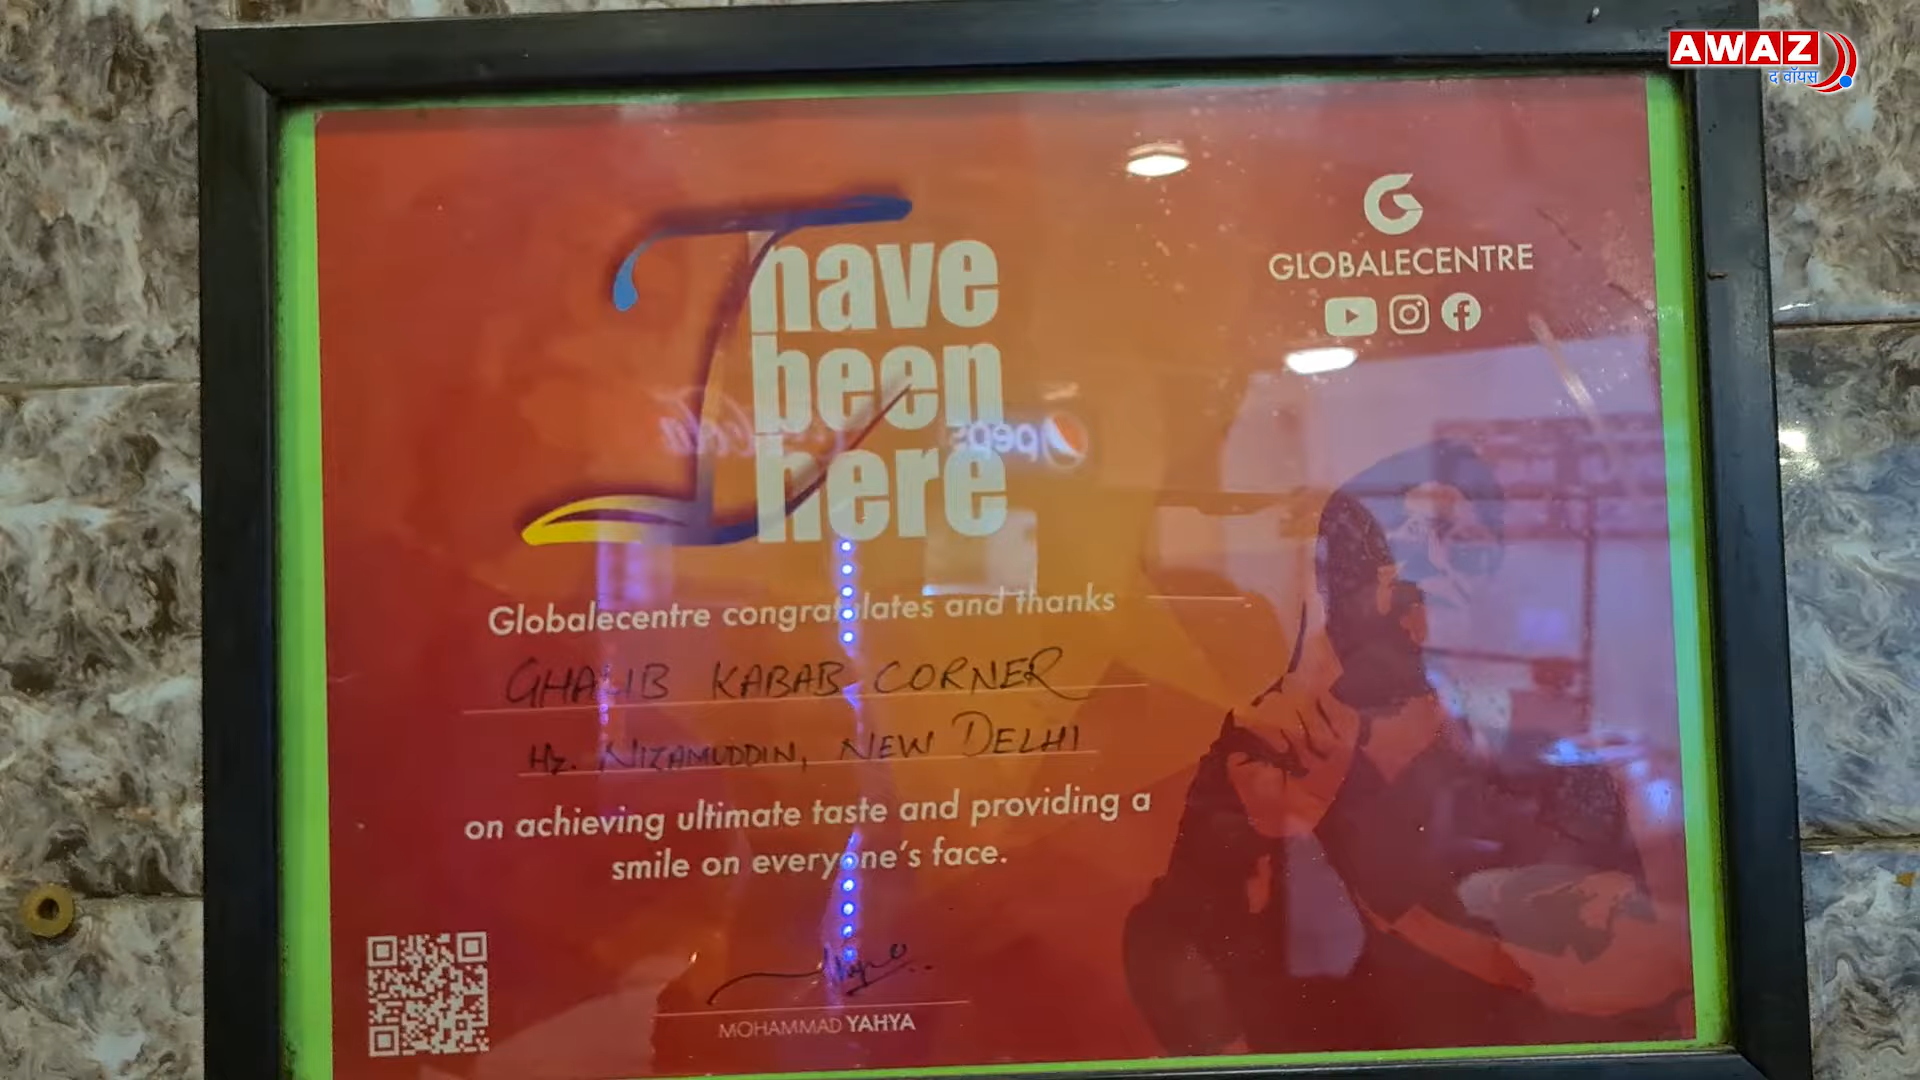 AWAZ
द वॉयस
I have
been
here
GLOBALECENTRE
pepsi
Globalecentre congratulates and thanks
GHALIB KABAB CORNER
Hz. NIZAMUDDIN, NEW DELHI
on achieving ultimate taste and providing a
smile on everyone's face.
MOHAMMAD YAHYA